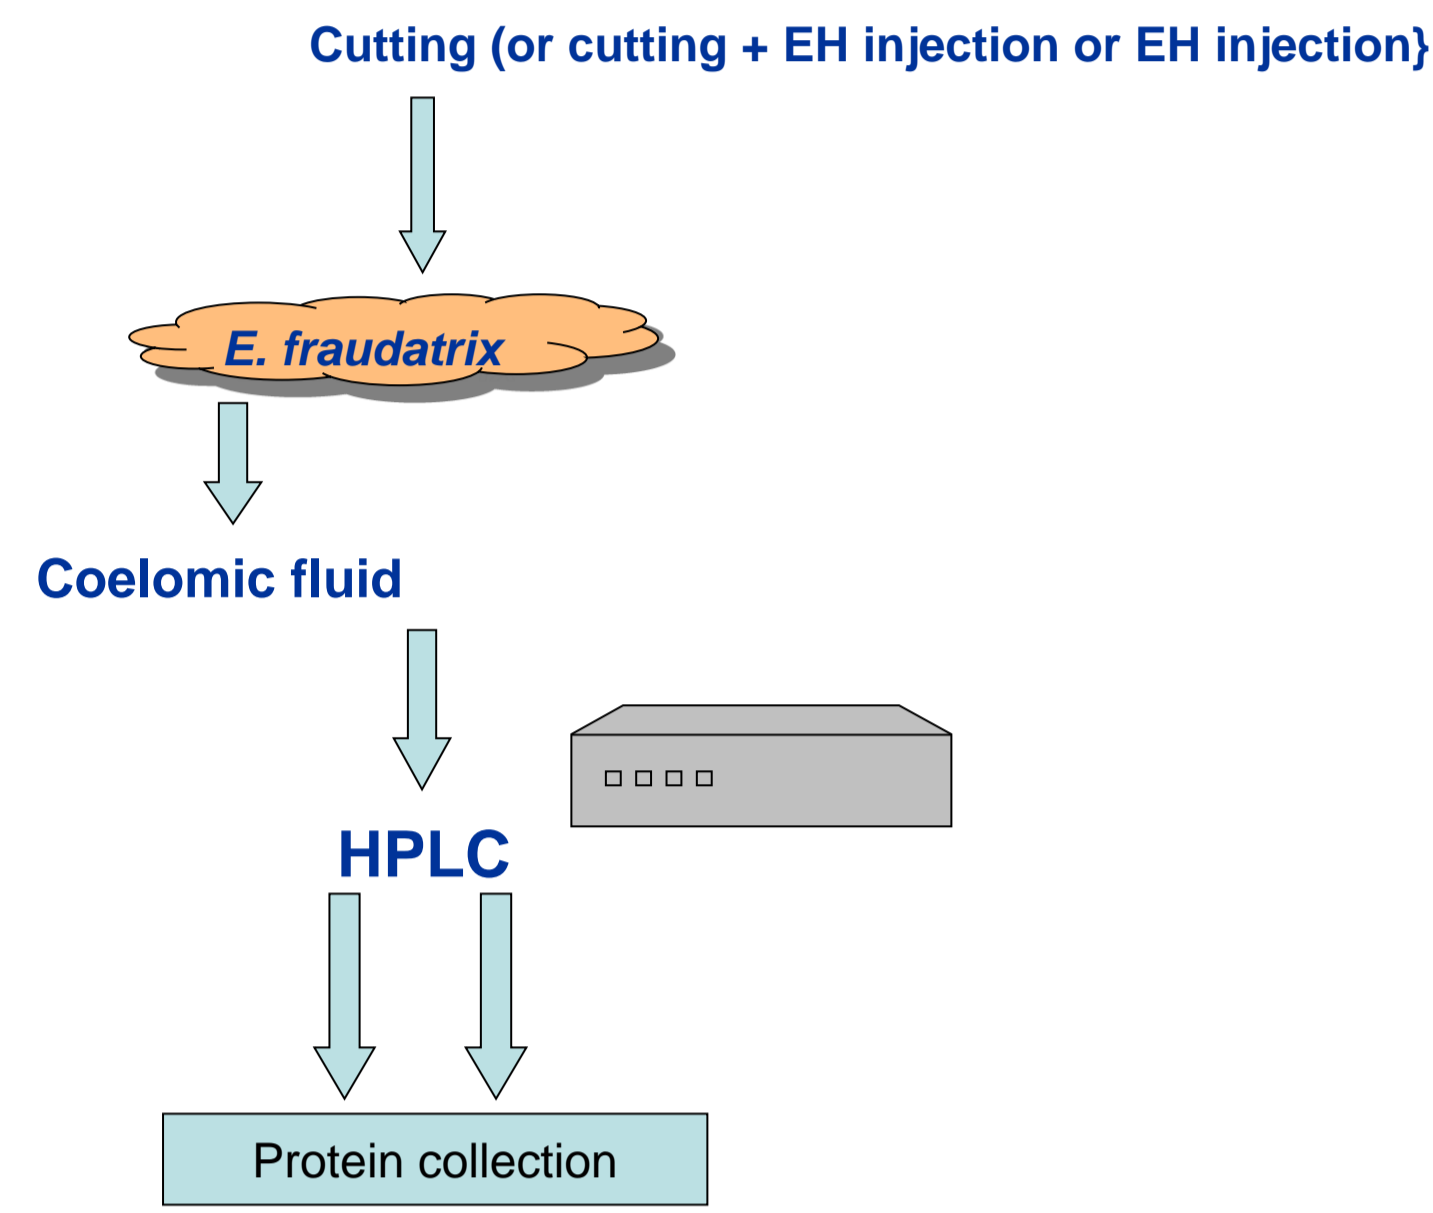 Cutting (or cutting + EH injection or EH injection}
E. fraudatrix
Coelomic fluid
HPLC
Protein collection